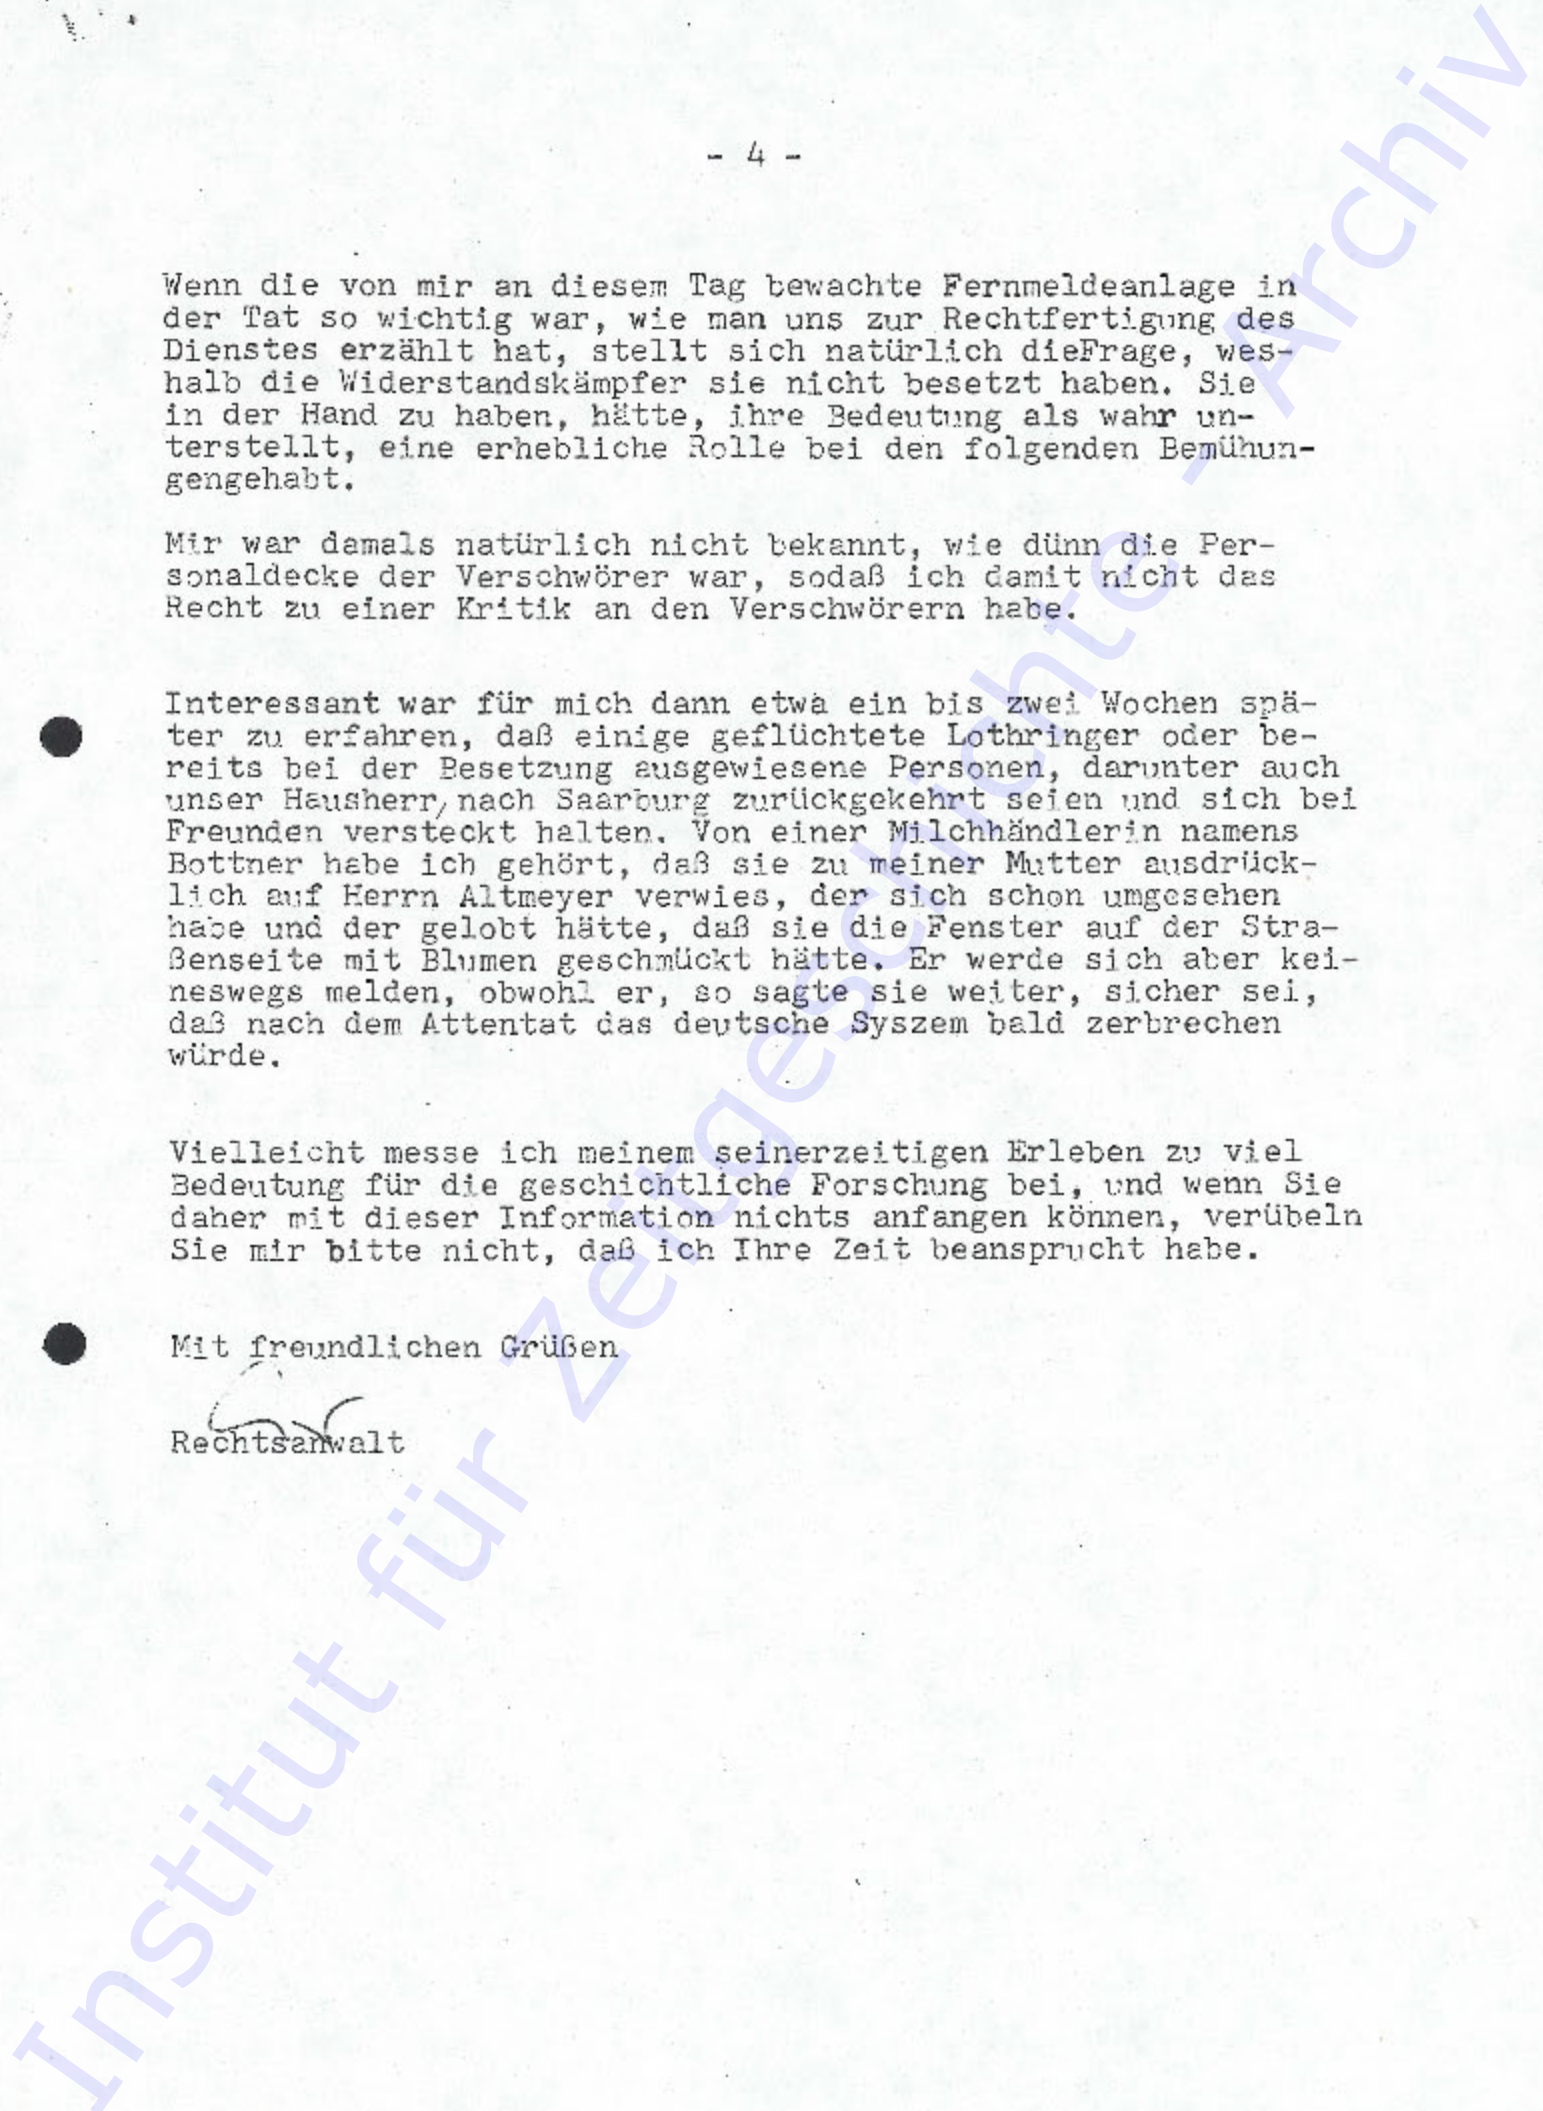 - 4 -
Wenn die von mir an diesem Tag bewachte Fernmeldeanlage in
der Tat so wichtig war, wie man uns zur Rechtfertigung des
Dienstes erzählt hat, stellt sich natürlich dieFrage, wes-
halb die Widerstandskämpfer sie nicht besetzt haben. Sie
in der Hand zu haben, hätte, ihre Bedeutung als wahr un-
terstellt, eine erhebliche Rolle bei den folgenden Bemühun-
gengehabt.
Mir war damals natürlich nicht bekannt, wie dünn die Per-
sonaldecke der Verschwörer war, sodaß ich damit nicht das
Recht zu einer Kritik an den Verschwörern habe.
Interessant war für mich dann etwa ein bis zwei Wochen spä-
ter zu erfahren, daß einige geflüchtete Lothringer oder be-
reits bei der Besetzung ausgewiesene Personen, darunter auch
unser Hausherr, nach Saarburg zurückgekehrt seien und sich bei
Freunden versteckt halten. Von einer Milchhändlerin namens
Bottner habe ich gehört, daß sie zu meiner Mutter ausdrück-
lich auf Herrn Altmeyer verwies, der sich schon umgesehen
habe und der gelobt hätte, daß sie die Fenster auf der Stra-
ßenseite mit Blumen geschmückt hätte. Er werde sich aber kei-
neswegs melden, obwohl er, so sagte sie weiter, sicher sei,
daß nach dem Attentat das deutsche Syszem bald zerbrechen
würde.
Vielleicht messe ich meinem seinerzeitigen Erleben zu viel
Bedeutung für die geschichtliche Forschung bei, und wenn Sie
daher mit dieser Information nichts anfangen können, verübeln
Sie mir bitte nicht, daß ich Ihre Zeit beansprucht habe.
Mit freundlichen Grüßen
Rechtsanwalt
Institut für Zeitgeschichte - Archiv